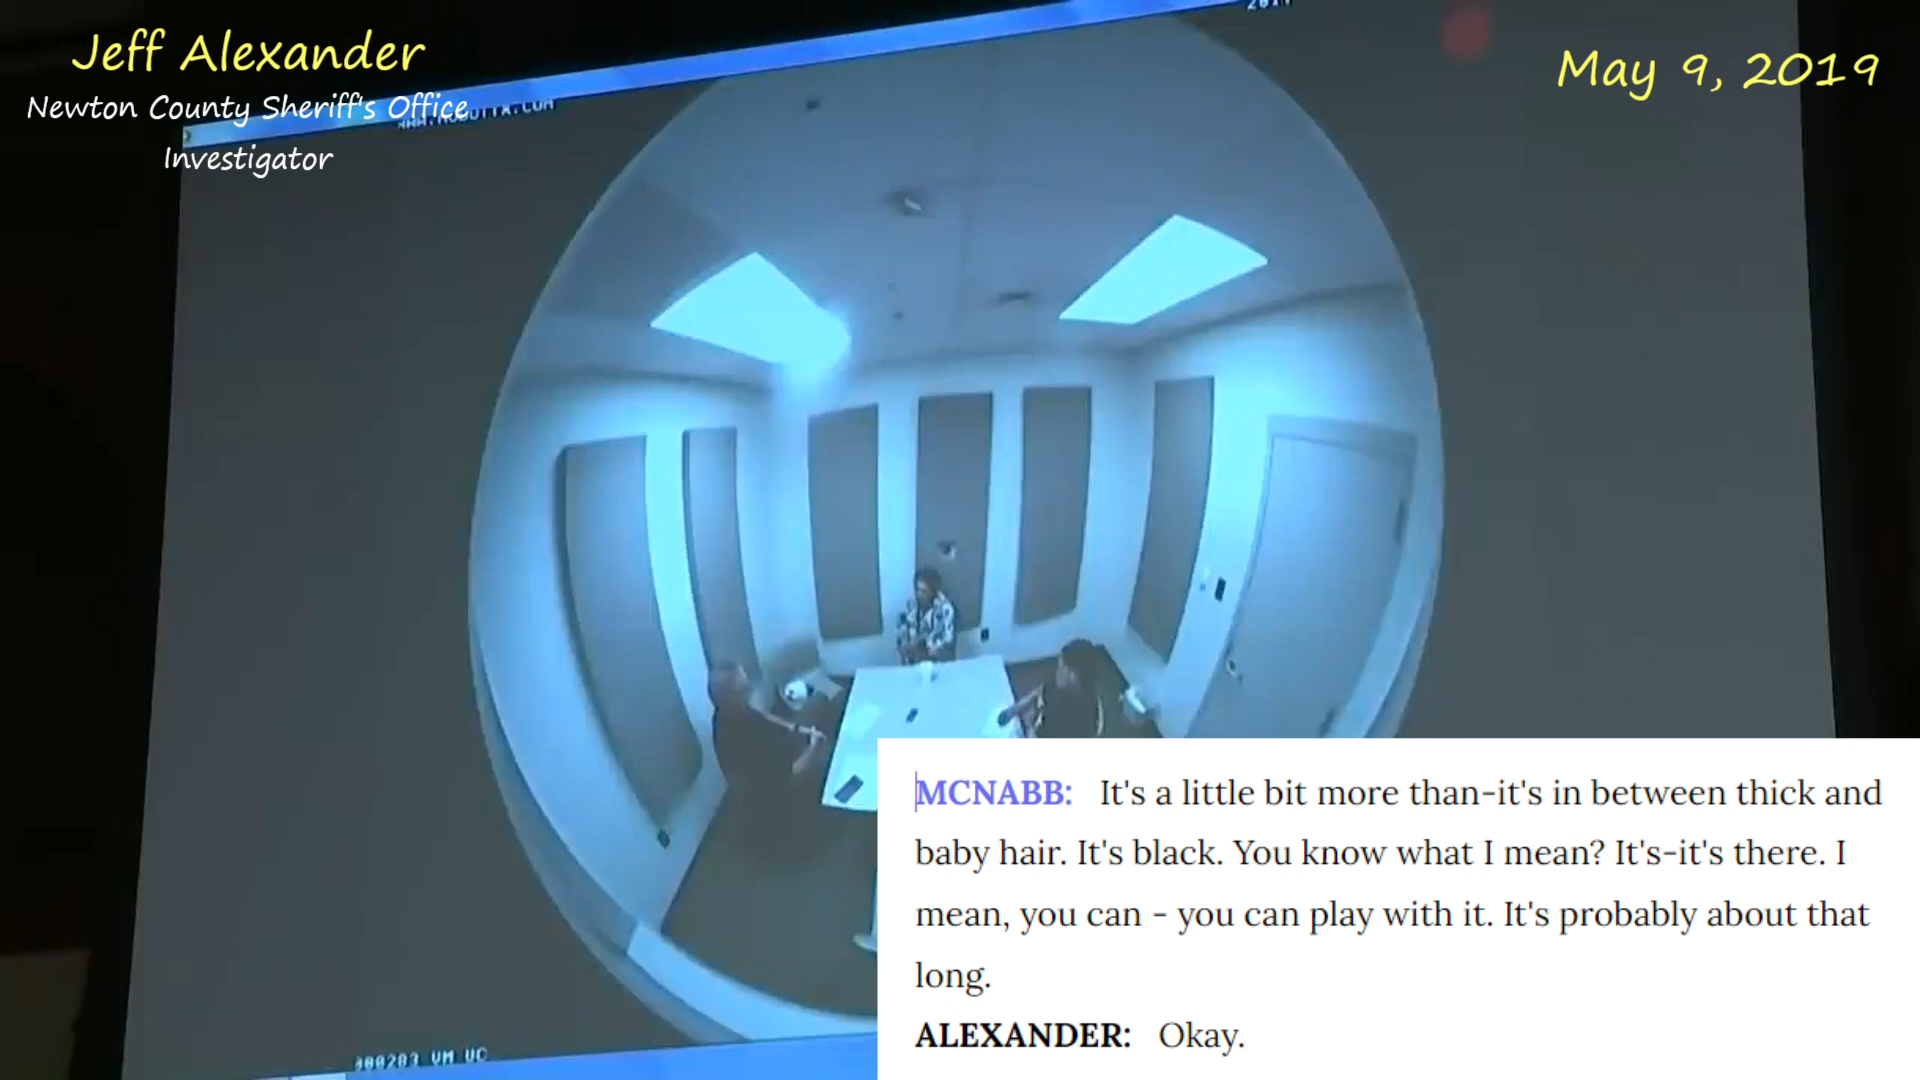 Jeff Alexander
Newton County Sheriff's Office
Investigator
May 9, 2019
MCNABB: It's a little bit more than-it's in between thick and
baby hair. It's black. You know what I mean? It's-it's there. I
mean, you can - you can play with it. It's probably about that
long.
ALEXANDER: Okay.